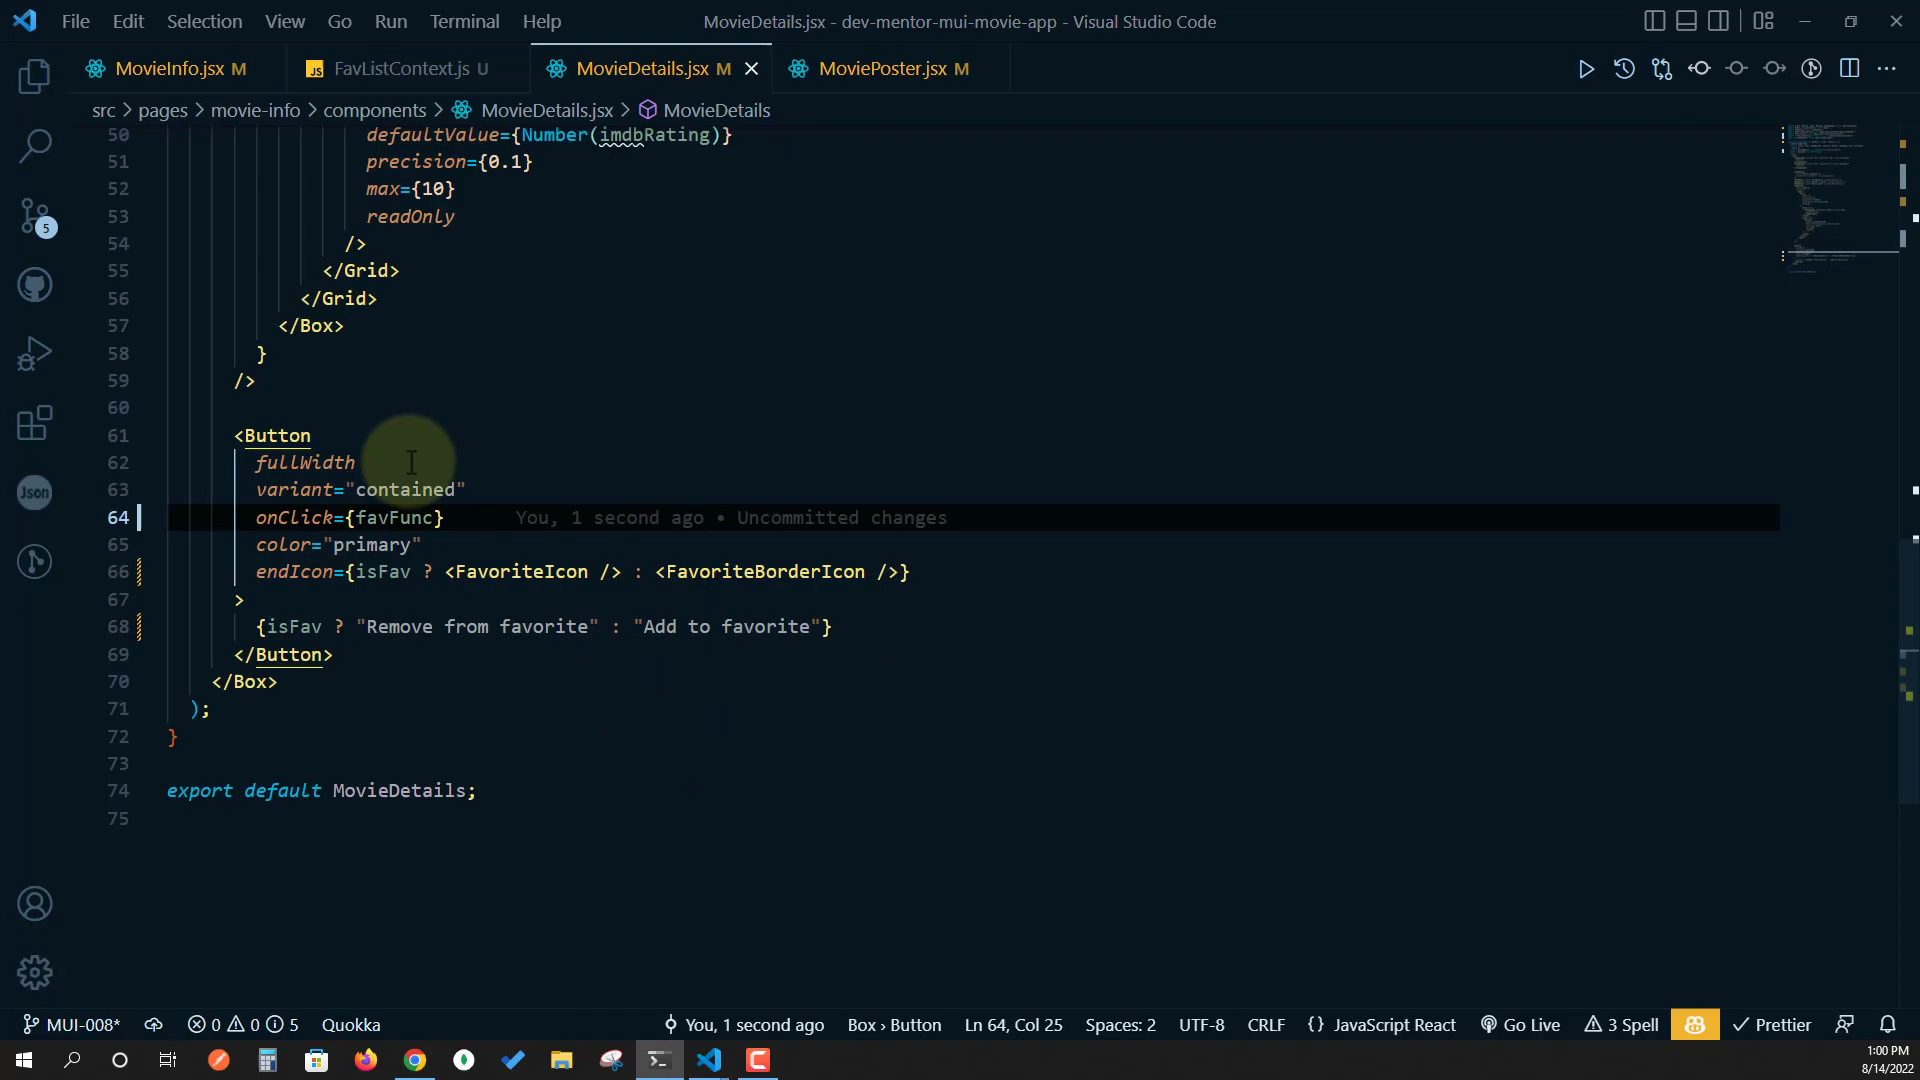 File Edit Selection View Go Run Terminal Help
MovieDetails.jsx - dev-mentor-mui-movie-app - Visual Studio Code
MovieInfo.jsx M
JS FavListContext.js U
MovieDetails.jsx M
MoviePoster.jsx M
src > pages > movie-info > components > MovieDetails.jsx > MovieDetails
50 defaultValue={Number(imdbRating)}
51 precision={0.1}
52 max={10}
53 readOnly
54 />
55 </Grid>
56 </Grid>
57 </Box>
58 }
59 />
60
61 <Button
62 fullWidth
63 variant="contained"
64 onClick={favFunc} You, 1 second ago • Uncommitted changes
65 color="primary"
66 endIcon={isFav ? <FavoriteIcon /> : <FavoriteBorderIcon />}
67 >
68 {isFav ? "Remove from favorite" : "Add to favorite"}
69 </Button>
70 </Box>
71 );
72 }
73
74 export default MovieDetails;
75
5
Json
MUI-008* 0 0 5 Quokka You, 1 second ago Box › Button Ln 64, Col 25 Spaces: 2 UTF-8 CRLF {} JavaScript React Go Live 3 Spell Prettier
1:00 PM
8/14/2022